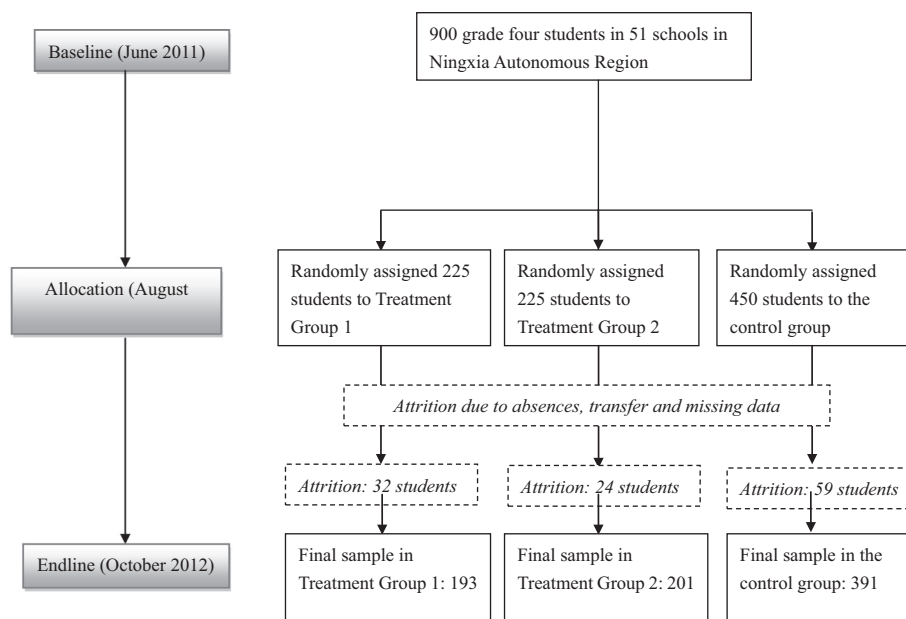 Baseline (June 2011)
900 grade four students in 51 schools in
Ningxia Autonomous Region
Allocation (August
Randomly assigned 225
students to Treatment
Group 1
Randomly assigned
225 students to
Treatment Group 2
Randomly assigned
450 students to the
control group
Attrition due to absences, transfer and missing data
Attrition: 32 students
Attrition: 24 students
Attrition: 59 students
Endline (October 2012)
Final sample in
Treatment Group 1: 193
Final sample in
Treatment Group 2: 201
Final sample in the
control group: 391